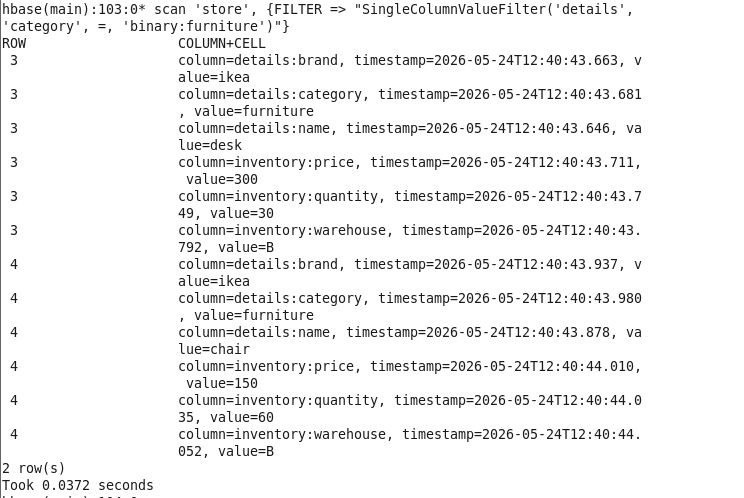 hbase(main):103:0* scan 'store', {FILTER => "SingleColumnValueFilter('details',
'category', =, 'binary:furniture')"}
ROW COLUMN+CELL
3 column=details:brand, timestamp=2026-05-24T12:40:43.663, v
alue=ikea
3 column=details:category, timestamp=2026-05-24T12:40:43.681
, value=furniture
3 column=details:name, timestamp=2026-05-24T12:40:43.646, va
lue=desk
3 column=inventory:price, timestamp=2026-05-24T12:40:43.711,
value=300
3 column=inventory:quantity, timestamp=2026-05-24T12:40:43.7
49, value=30
3 column=inventory:warehouse, timestamp=2026-05-24T12:40:43.
792, value=B
4 column=details:brand, timestamp=2026-05-24T12:40:43.937, v
alue=ikea
4 column=details:category, timestamp=2026-05-24T12:40:43.980
, value=furniture
4 column=details:name, timestamp=2026-05-24T12:40:43.878, va
lue=chair
4 column=inventory:price, timestamp=2026-05-24T12:40:44.010,
value=150
4 column=inventory:quantity, timestamp=2026-05-24T12:40:44.0
35, value=60
4 column=inventory:warehouse, timestamp=2026-05-24T12:40:44.
052, value=B
2 row(s)
Took 0.0372 seconds